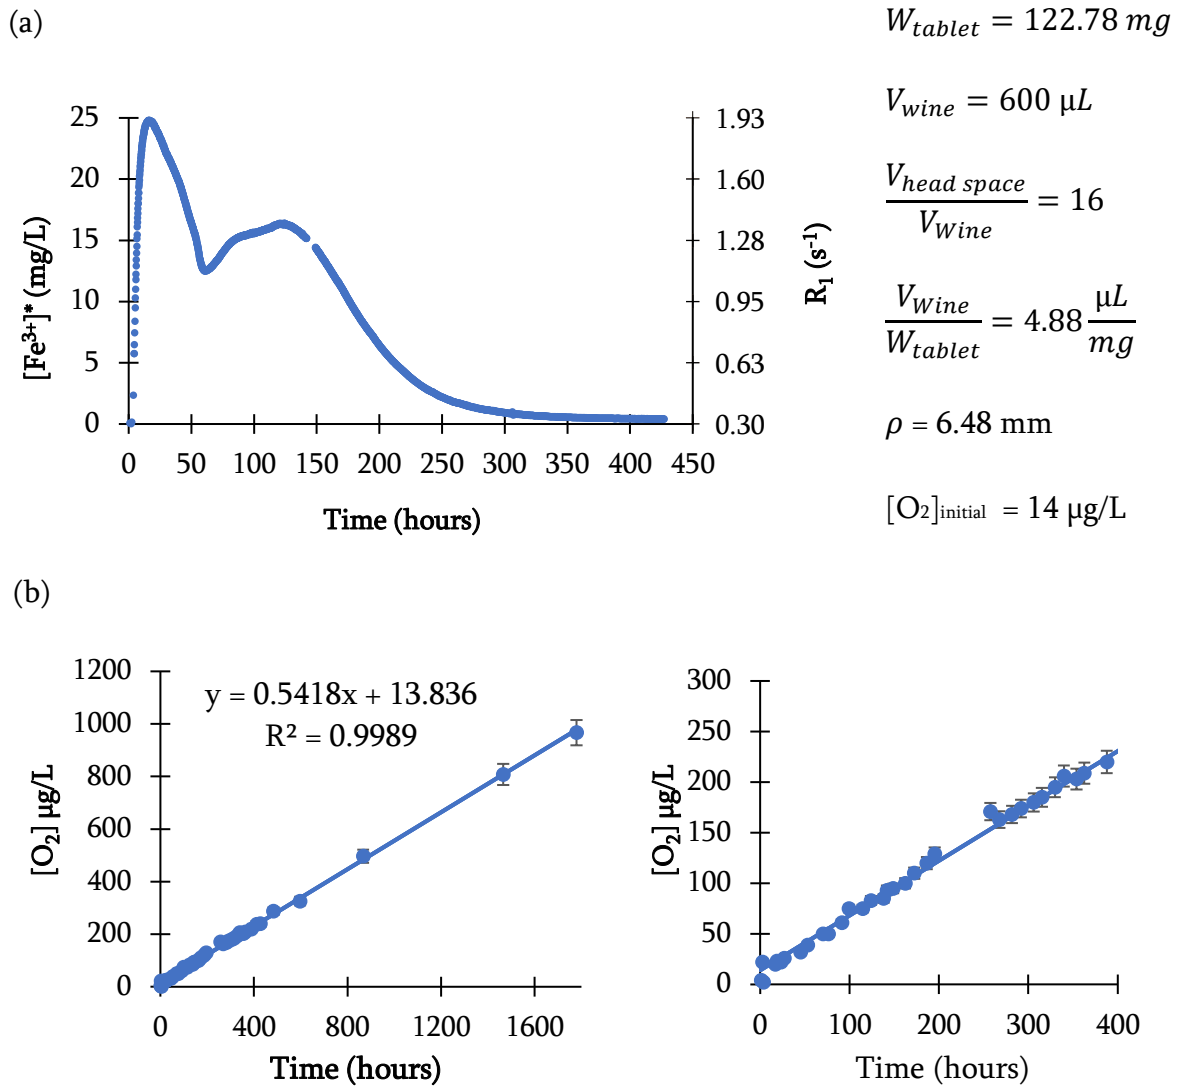 (a)
W_tablet = 122.78 mg
V_wine = 600 µL
V_head space / V_Wine = 16
V_Wine / W_tablet = 4.88 µL/mg
ρ = 6.48 mm
[O₂]initial = 14 µg/L
[Fe³⁺]* (mg/L)
25
20
15
10
5
0
0 50 100 150 200 250 300 350 400 450
Time (hours)
R₁ (s⁻¹)
1.93
1.60
1.28
0.95
0.63
0.30
(b)
[O₂] µg/L
1200
1000
800
600
400
200
0
y = 0.5418x + 13.836
R² = 0.9989
0 400 800 1200 1600
Time (hours)
[O₂] µg/L
300
250
200
150
100
50
0
0 100 200 300 400
Time (hours)